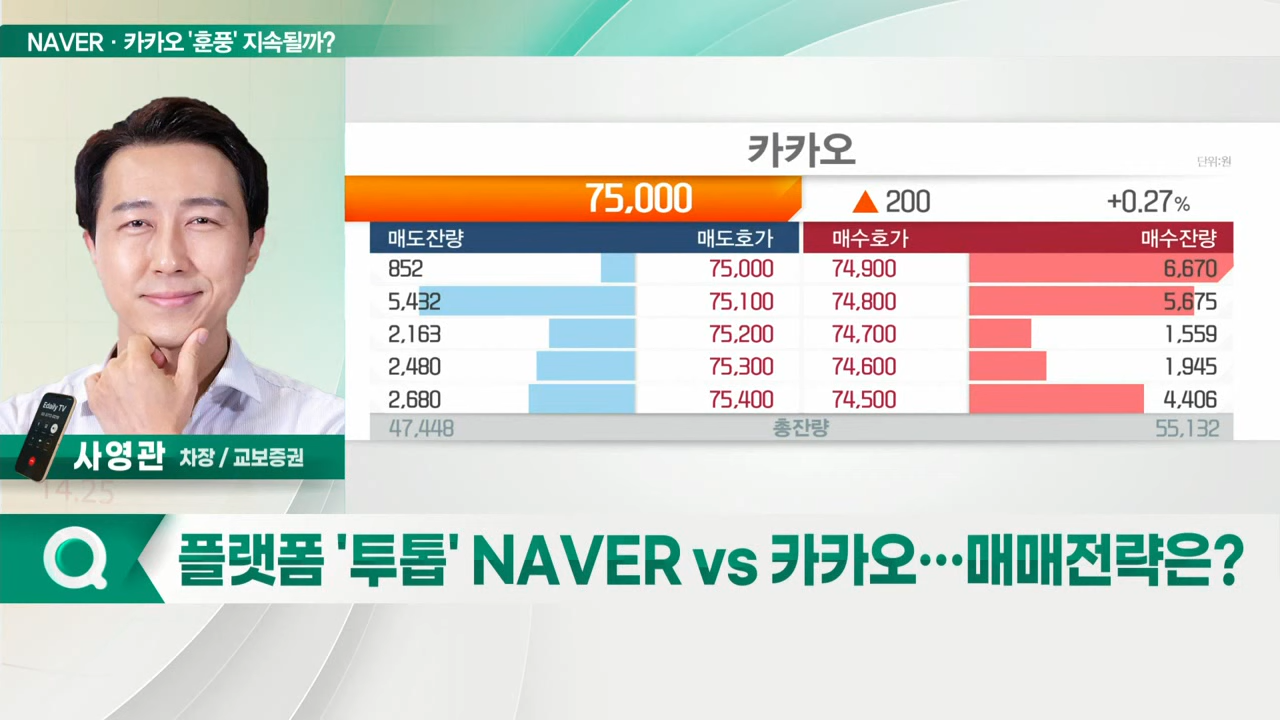 NAVER · 카카오 '훈풍' 지속될까?
카카오
단위:원
75,000 ▲ 200 +0.27%
매도잔량 매도호가 매수호가 매수잔량
852 75,000 74,900 6,670
5,432 75,100 74,800 5,675
2,163 75,200 74,700 1,559
2,480 75,300 74,600 1,945
2,680 75,400 74,500 4,406
47,448 총잔량 55,132
Edaily TV
사영관 차장 / 교보증권
14.25
플랫폼 '투톱' NAVER vs 카카오…매매전략은?